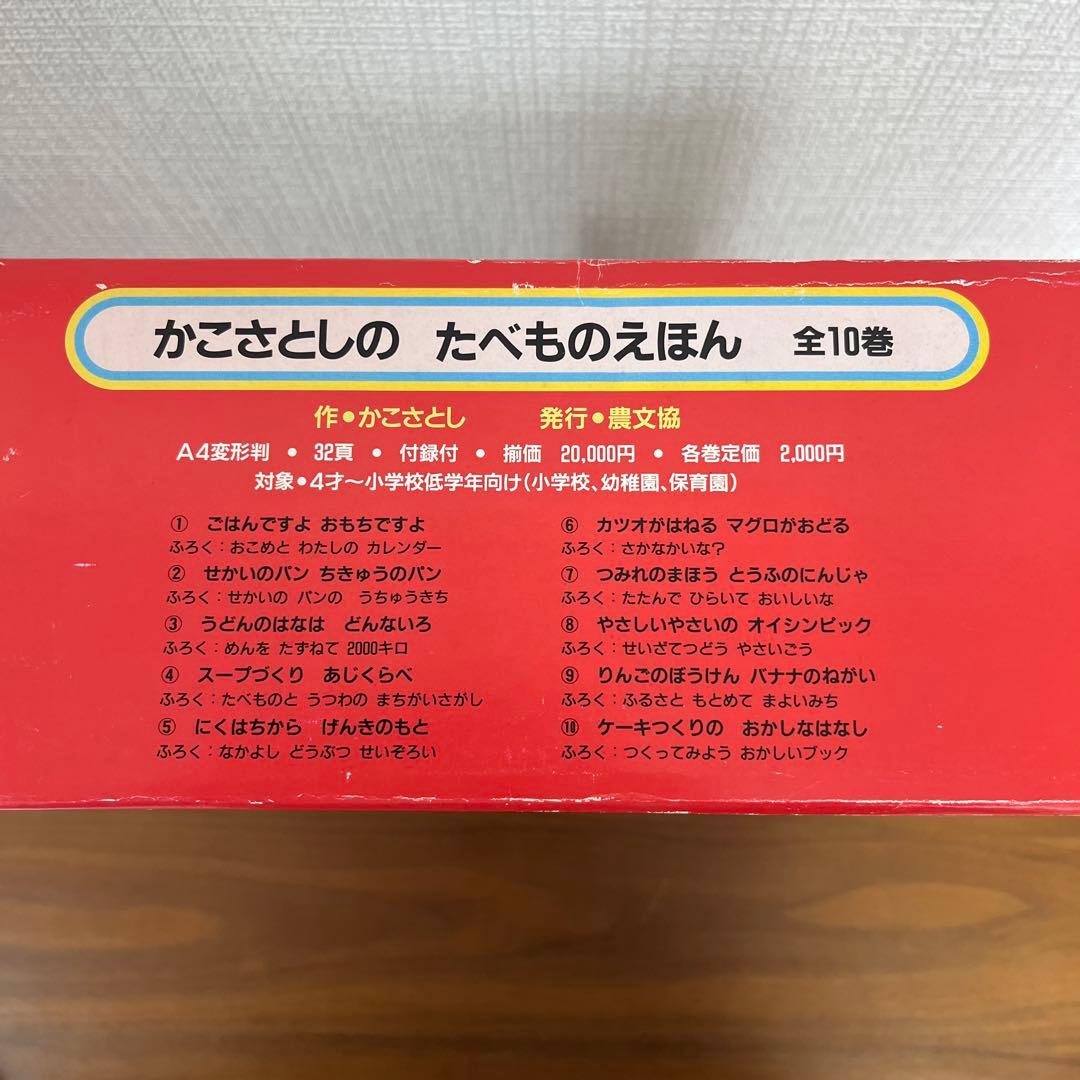 かこさとしの たべものえほん 全10巻
作●かこさとし 発行●農文協
A4変形判 ● 32頁 ● 付録付 ● 揃価 20,000円 ● 各巻定価 2,000円
対象●4才〜小学校低学年向け(小学校、幼稚園、保育園)
① ごはんですよ おもちですよ
ふろく:おこめと わたしの カレンダー
② せかいのパン ちきゅうのパン
ふろく:せかいの パンの うちゅうきち
③ うどんのはなは どんないろ
ふろく:めんを たずねて 2000キロ
④ スープづくり あじくらべ
ふろく:たべものと うつわの まちがいさがし
⑤ にくはちから げんきのもと
ふろく:なかよし どうぶつ せいぞろい
⑥ カツオがはねる マグロがおどる
ふろく:さかなかいな?
⑦ つみれのまほう とうふのにんじゃ
ふろく:たたんで ひらいて おいしいな
⑧ やさしいやさいの オイシンピック
ふろく:せいざてつどう やさいごう
⑨ りんごのぼうけん バナナのねがい
ふろく:ふるさと もとめて まよいみち
⑩ ケーキつくりの おかしなはなし
ふろく:つくってみよう おかしいブック